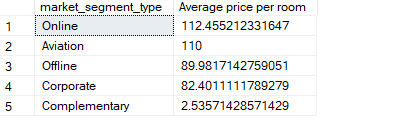 market_segment_type Average price per room
1 Online 112.455212331647
2 Aviation 110
3 Offline 89.9817142759051
4 Corporate 82.4011111789279
5 Complementary 2.53571428571429